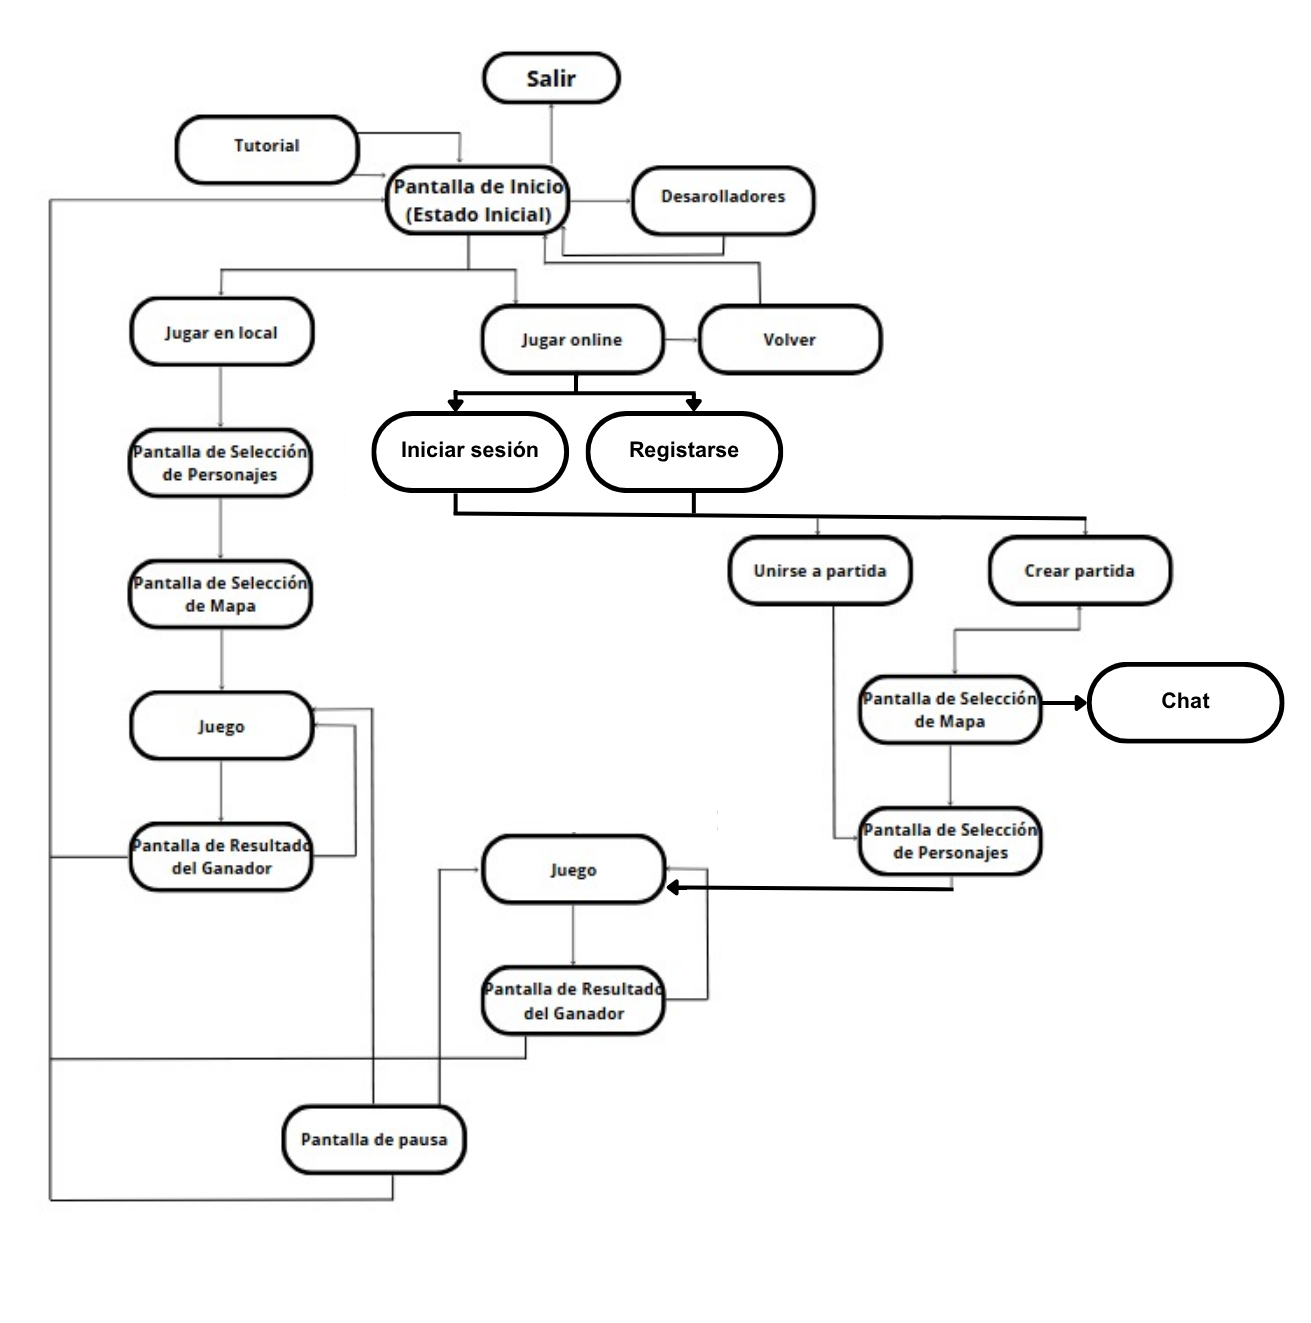 Salir
Tutorial
Pantalla de Inicio
(Estado Inicial)
Desarolladores
Jugar en local
Jugar online
Volver
Iniciar sesión
Registarse
Pantalla de Selección
de Personajes
Unirse a partida
Crear partida
Pantalla de Selección
de Mapa
Pantalla de Selección
de Mapa
Chat
Juego
Pantalla de Selección
de Personajes
Pantalla de Resultado
del Ganador
Juego
Pantalla de Resultado
del Ganador
Pantalla de pausa